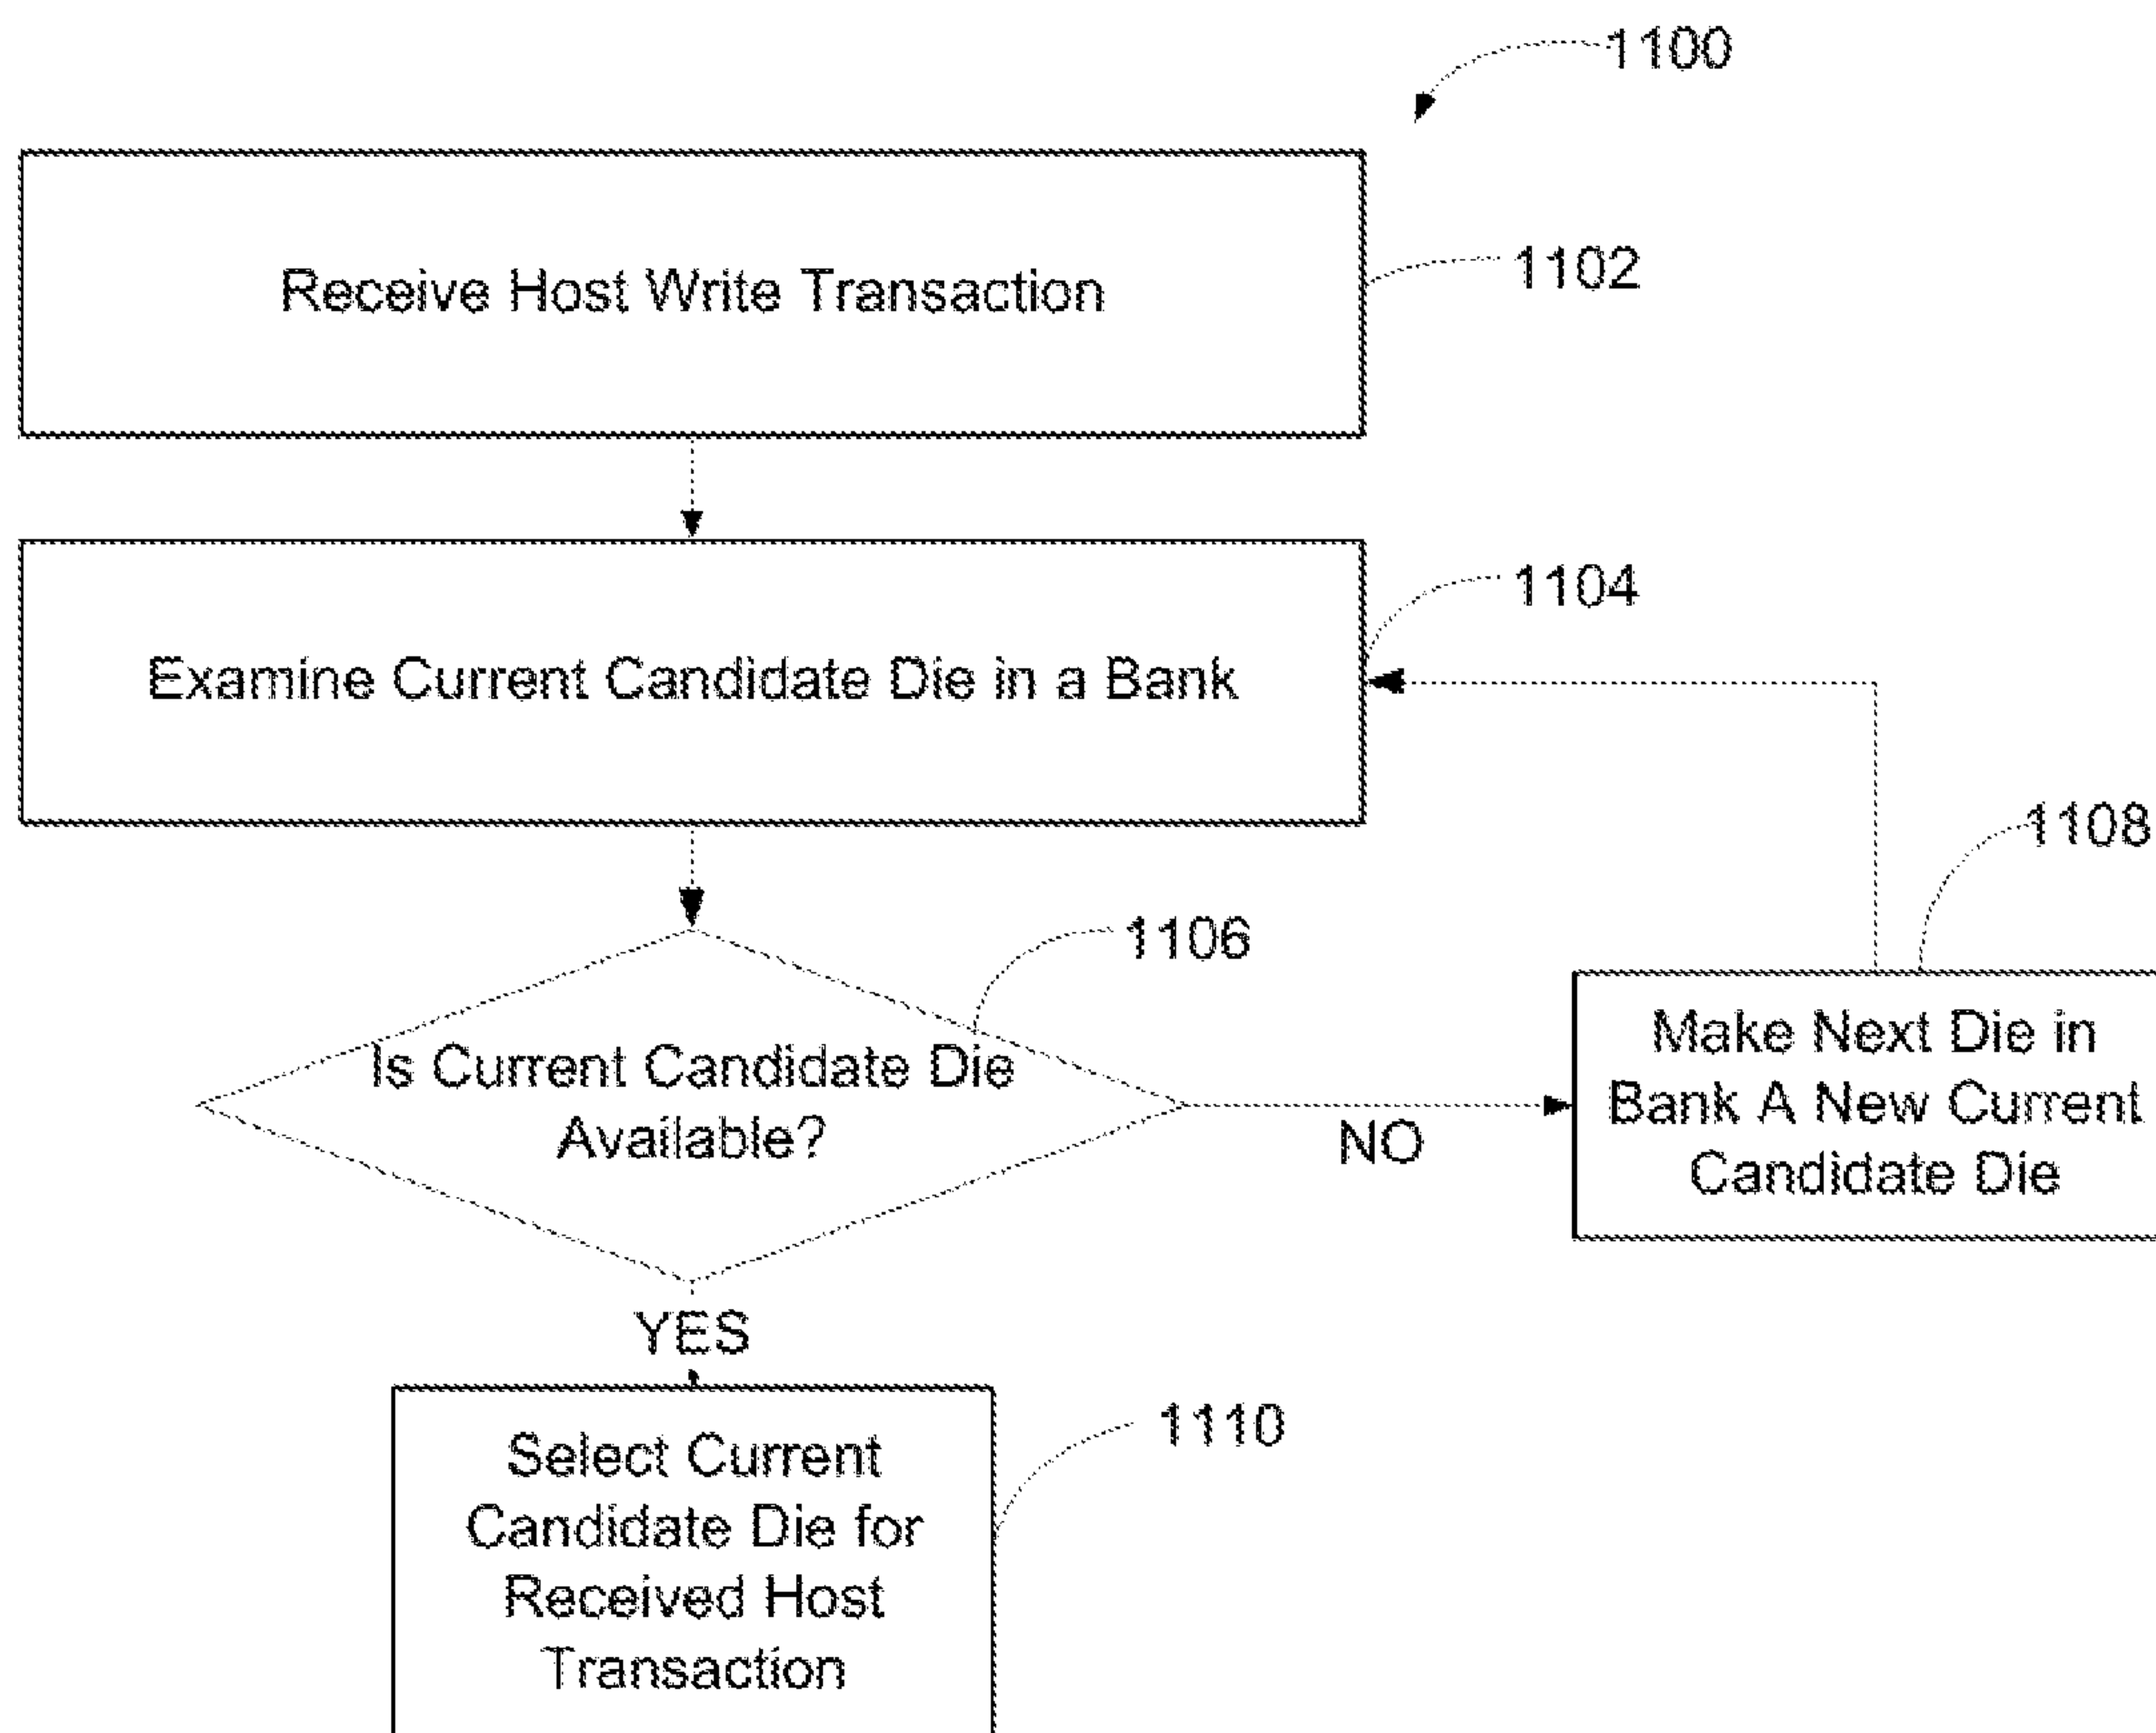 1100
Receive Host Write Transaction
1102
Examine Current Candidate Die in a Bank
1104
Is Current Candidate Die
Available?
1106
NO
Make Next Die in
Bank A New Current
Candidate Die
1108
YES
Select Current
Candidate Die for
Received Host
Transaction
1110